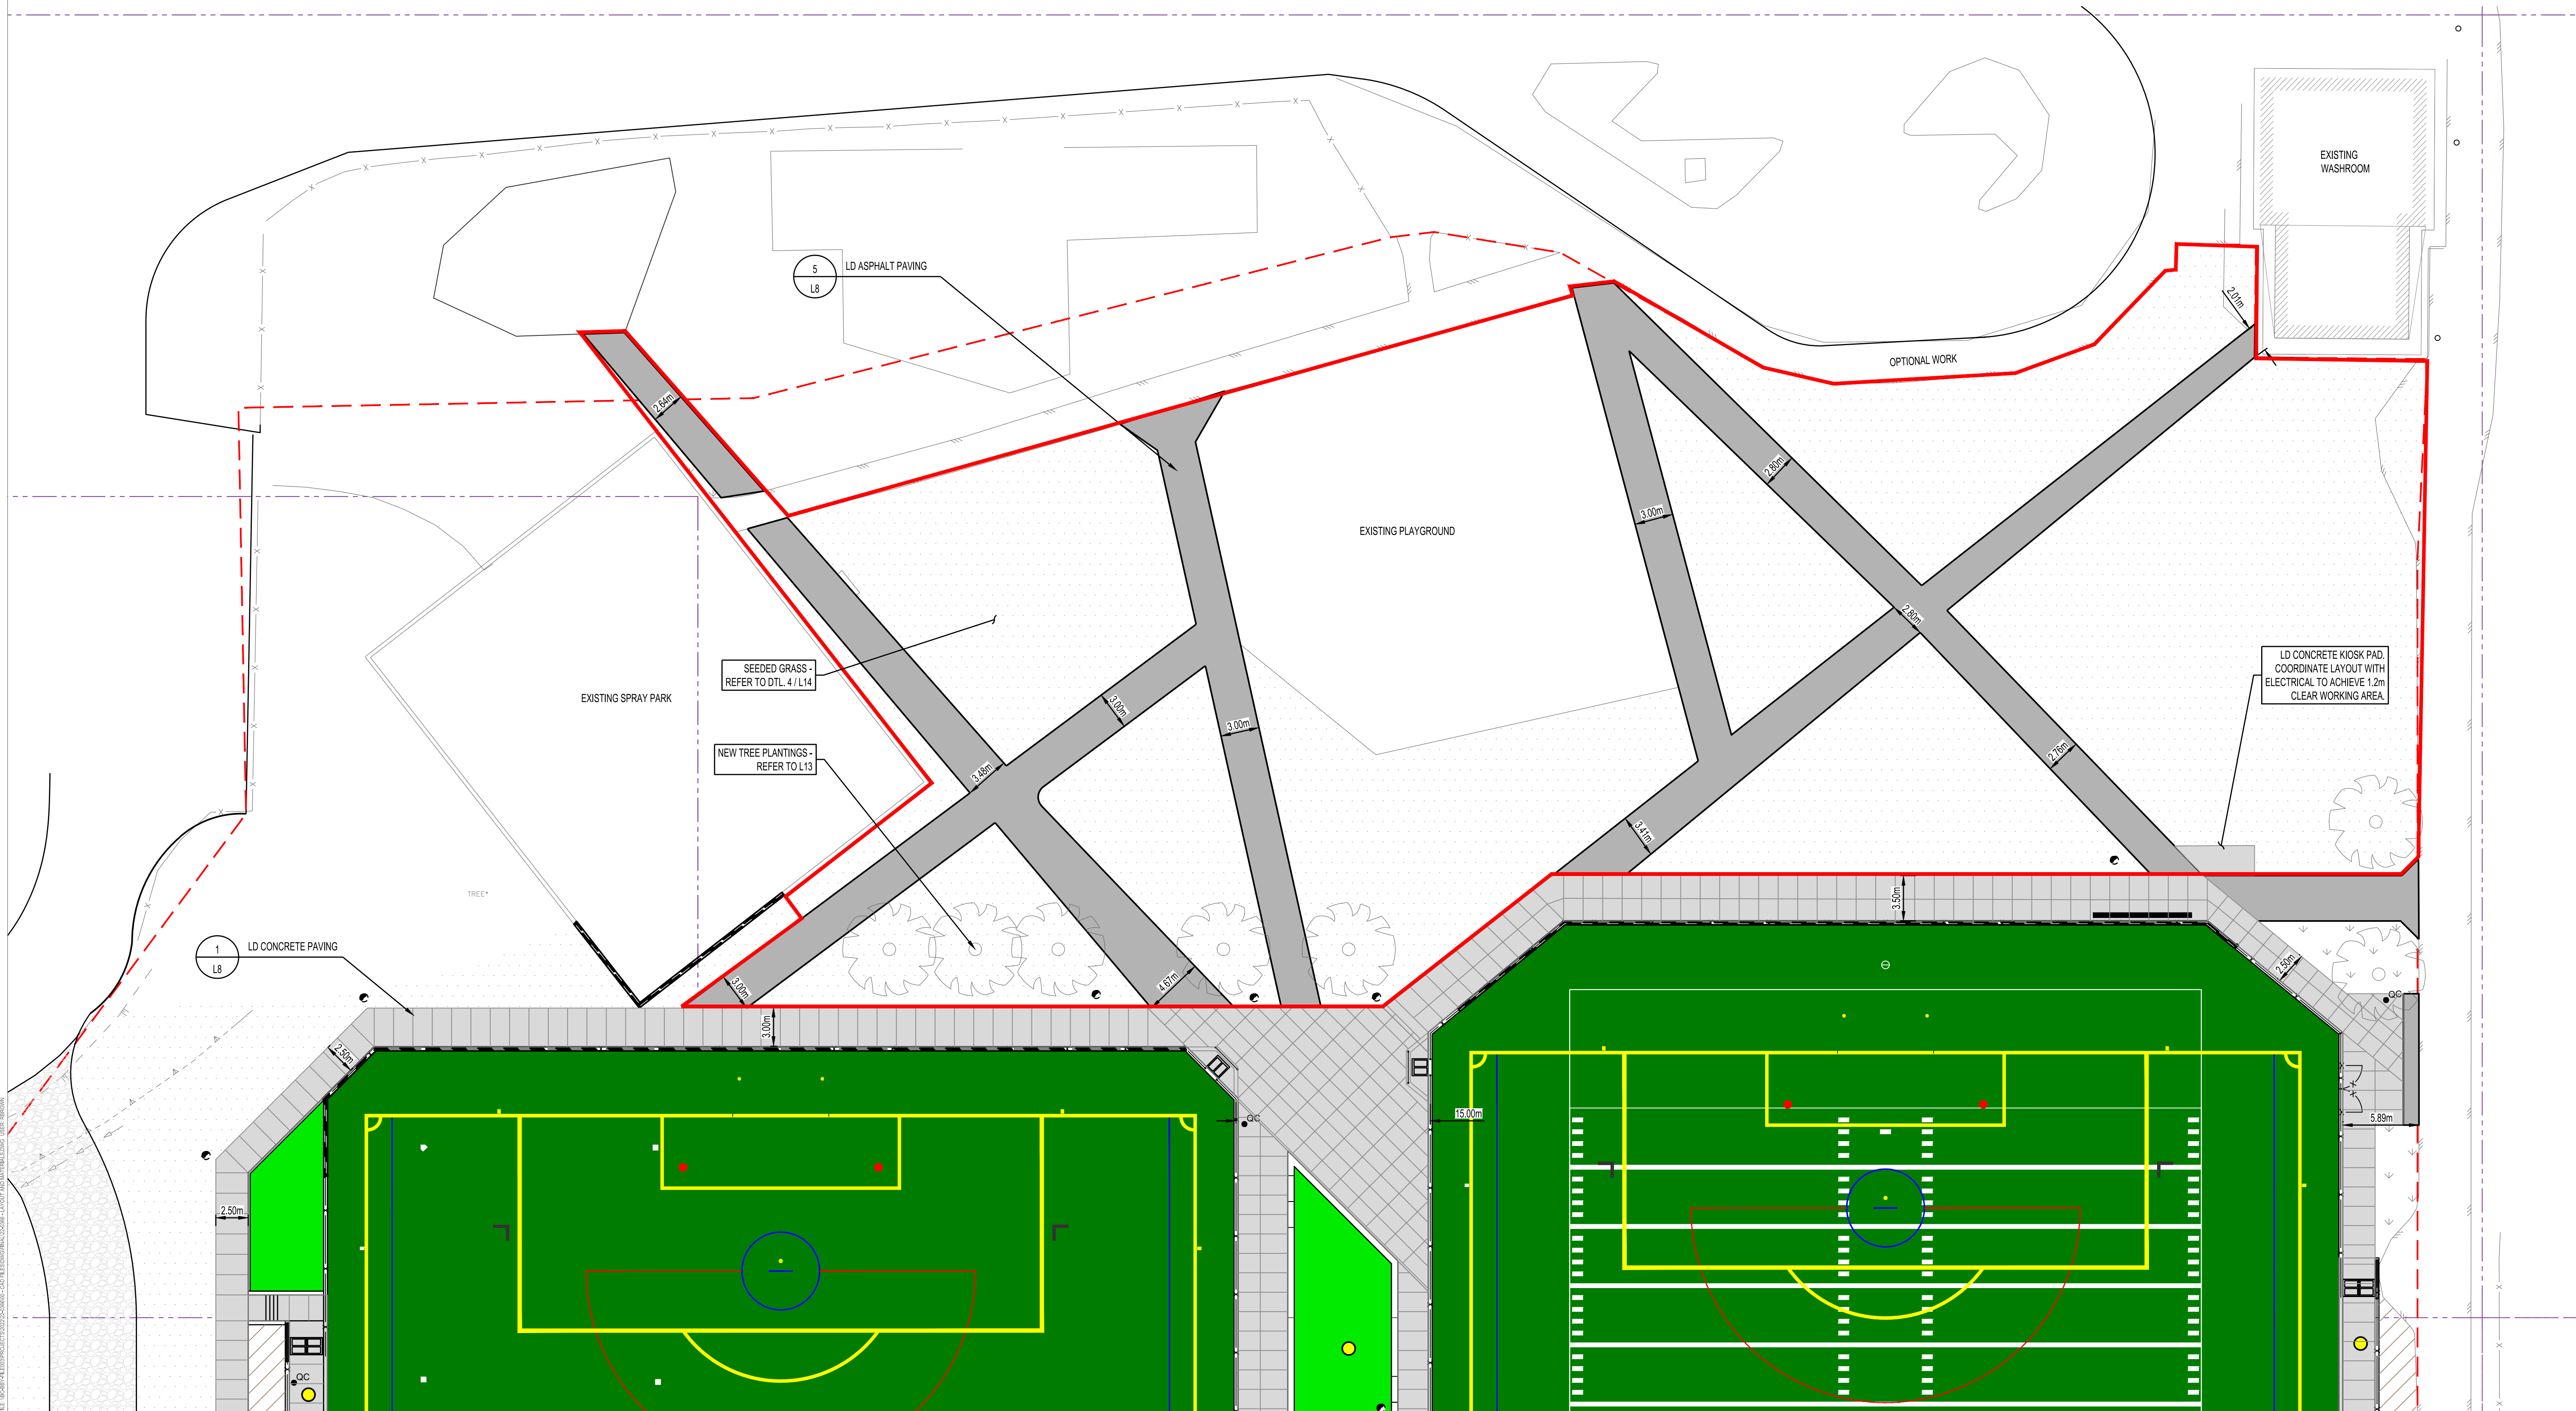 EXISTING
WASHROOM
5
L8
LD ASPHALT PAVING
2.01m
OPTIONAL WORK
2.64m
2.80m
3.00m
EXISTING PLAYGROUND
2.80m
SEEDED GRASS -
REFER TO DTL. 4 / L14
EXISTING SPRAY PARK
LD CONCRETE KIOSK PAD.
COORDINATE LAYOUT WITH
ELECTRICAL TO ACHIEVE 1.2m
CLEAR WORKING AREA.
3.00m
3.00m
NEW TREE PLANTINGS -
REFER TO L13
3.48m
2.76m
3.41m
TREE*
3.50m
1
L8
LD CONCRETE PAVING
3.00m
4.67m
2.50m
QC
3.00m
2.50m
QC
15.00m
5.89m
2.50m
QC